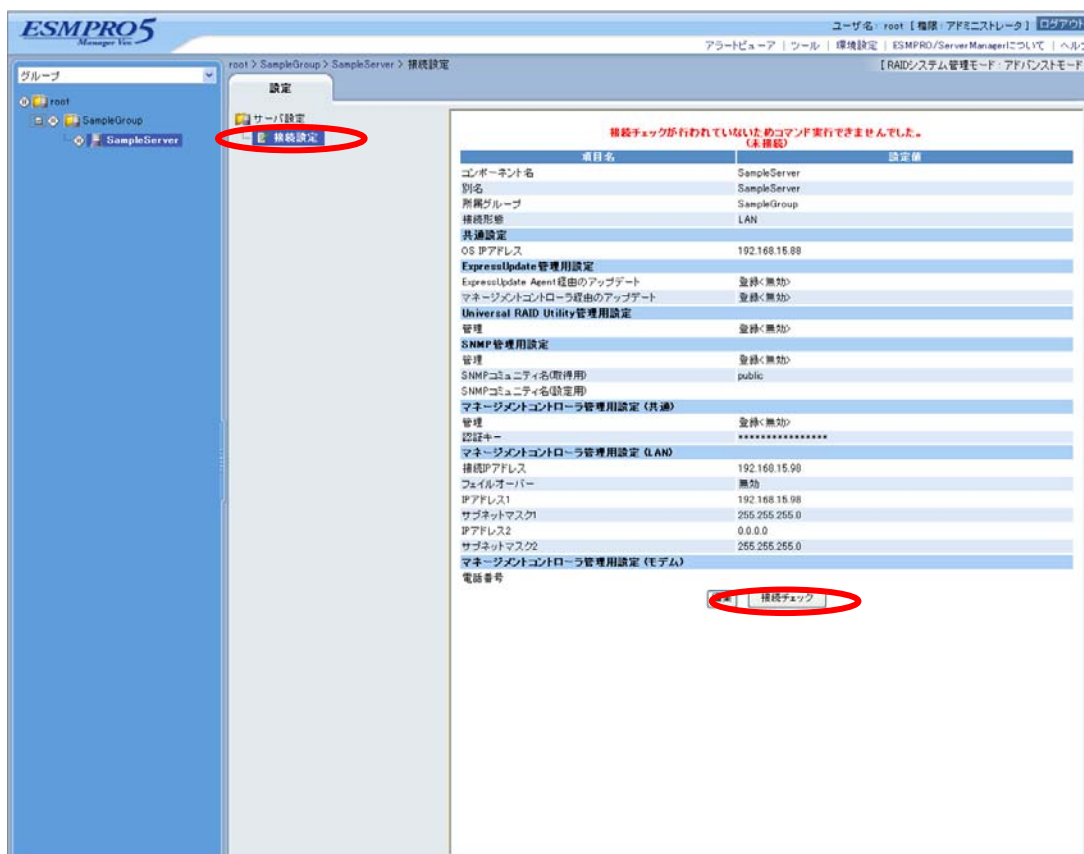 ESMPRO5
Manager Ver.
ユーザ名: root [ 権限:アドミニストレータ ] ログアウト
アラートビューア | ツール | 環境設定 | ESMPRO/ServerManagerについて | ヘル
グループ
root > SampleGroup > SampleServer > 接続設定
[ RAIDシステム管理モード:アドバンストモード
設定
root
SampleGroup
SampleServer
サーバ設定
接続設定
接続チェックが行われていないためコマンド実行できませんでした。
(未接続)
項目名 設定値
コンポーネント名 SampleServer
別名 SampleServer
所属グループ SampleGroup
接続形態 LAN
共通設定
OS IPアドレス 192.168.15.88
ExpressUpdate管理用設定
ExpressUpdate Agent経由のアップデート 登録<無効>
マネージメントコントローラ経由のアップデート 登録<無効>
Universal RAID Utility管理用設定
管理 登録<無効>
SNMP管理用設定
管理 登録<無効>
SNMPコミュニティ名(取得用) public
SNMPコミュニティ名(設定用)
マネージメントコントローラ管理用設定 (共通)
管理 登録<無効>
認証キー ****************
マネージメントコントローラ管理用設定 (LAN)
接続IPアドレス 192.168.15.98
フェイルオーバー 無効
IPアドレス1 192.168.15.98
サブネットマスク1 255.255.255.0
IPアドレス2 0.0.0.0
サブネットマスク2 255.255.255.0
マネージメントコントローラ管理用設定 (モデム)
電話番号
接続チェック